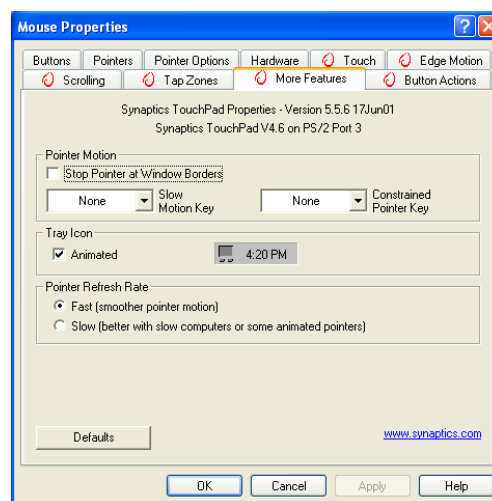 Mouse Properties
Buttons Pointers Pointer Options Hardware Touch Edge Motion
Scrolling Tap Zones More Features Button Actions
Synaptics TouchPad Properties - Version 5.5.6 17Jun01
Synaptics TouchPad V4.6 on PS/2 Port 3
Pointer Motion
Stop Pointer at Window Borders
None Slow Motion Key None Constrained Pointer Key
Tray Icon
Animated 4:20 PM
Pointer Refresh Rate
Fast (smoother pointer motion)
Slow (better with slow computers or some animated pointers)
Defaults www.synaptics.com
OK Cancel Apply Help